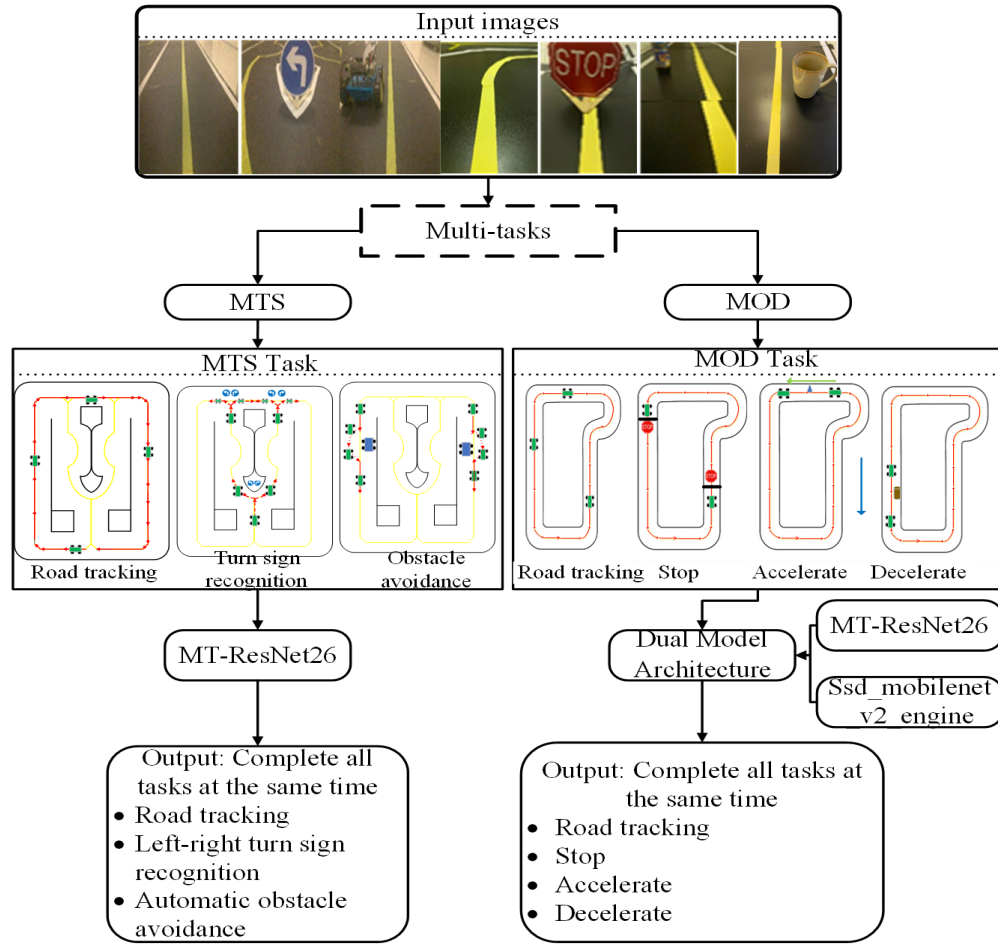 Input images
STOP
Multi-tasks
MTS
MOD
MTS Task
MOD Task
STOP
STOP
Road tracking
Turn sign
recognition
Obstacle
avoidance
Road tracking
Stop
Accelerate
Decelerate
MT-ResNet26
Dual Model
Architecture
MT-ResNet26
Ssd_mobilenet
_v2_engine
Output: Complete all
tasks at the same time
• Road tracking
• Left-right turn sign
recognition
• Automatic obstacle
avoidance
Output: Complete all tasks at
the same time
• Road tracking
• Stop
• Accelerate
• Decelerate